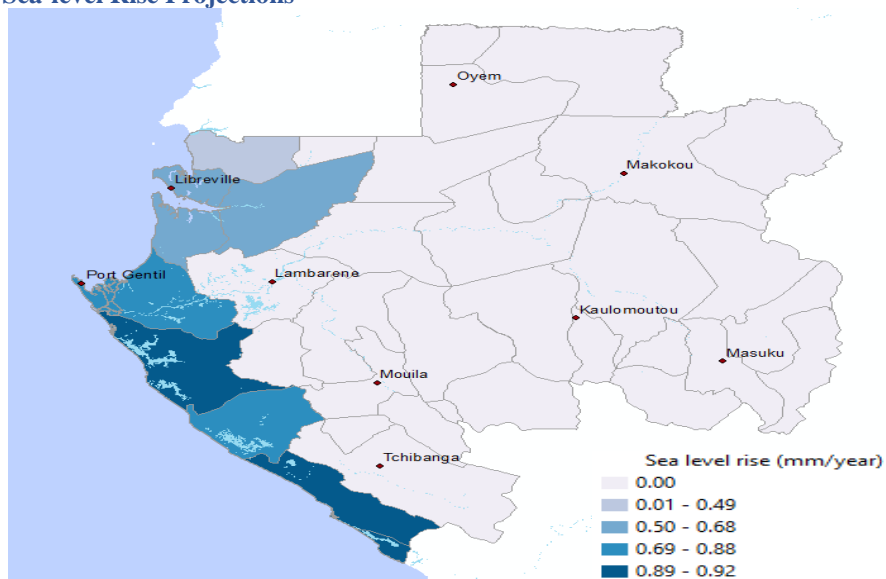 Sea-level Rise Projections
Oyem
Makokou
Libreville
Port Gentil
Lambarene
Kaulomoutou
Masuku
Mouila
Tchibanga
Sea level rise (mm/year)
0.00
0.01 - 0.49
0.50 - 0.68
0.69 - 0.88
0.89 - 0.92